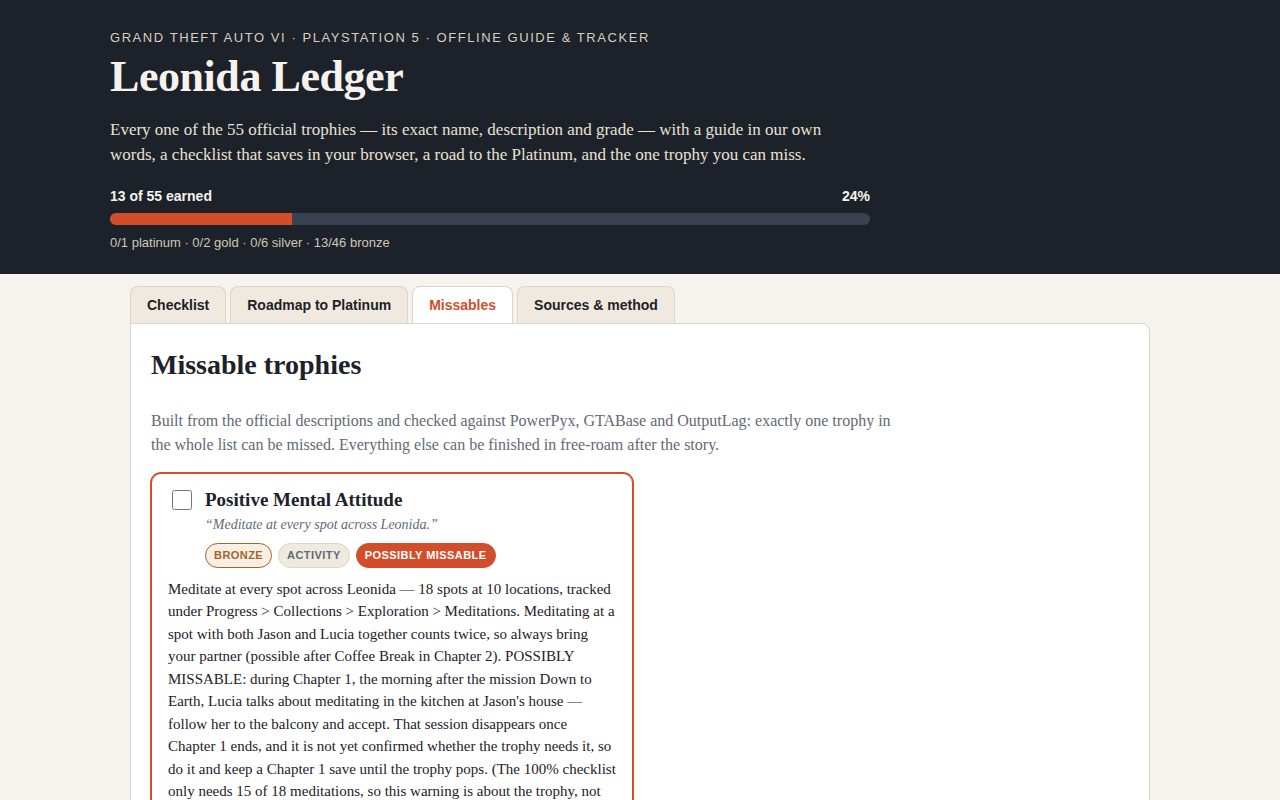 GRAND THEFT AUTO VI · PLAYSTATION 5 · OFFLINE GUIDE & TRACKER
Leonida Ledger
Every one of the 55 official trophies — its exact name, description and grade — with a guide in our own
words, a checklist that saves in your browser, a road to the Platinum, and the one trophy you can miss.
13 of 55 earned 24%
0/1 platinum · 0/2 gold · 0/6 silver · 13/46 bronze
Checklist Roadmap to Platinum Missables Sources & method
Missable trophies
Built from the official descriptions and checked against PowerPyx, GTABase and OutputLag: exactly one trophy in
the whole list can be missed. Everything else can be finished in free-roam after the story.
Positive Mental Attitude
“Meditate at every spot across Leonida.”
BRONZE ACTIVITY POSSIBLY MISSABLE
Meditate at every spot across Leonida — 18 spots at 10 locations, tracked
under Progress > Collections > Exploration > Meditations. Meditating at a
spot with both Jason and Lucia together counts twice, so always bring
your partner (possible after Coffee Break in Chapter 2). POSSIBLY
MISSABLE: during Chapter 1, the morning after the mission Down to
Earth, Lucia talks about meditating in the kitchen at Jason's house —
follow her to the balcony and accept. That session disappears once
Chapter 1 ends, and it is not yet confirmed whether the trophy needs it, so
do it and keep a Chapter 1 save until the trophy pops. (The 100% checklist
only needs 15 of 18 meditations, so this warning is about the trophy, not